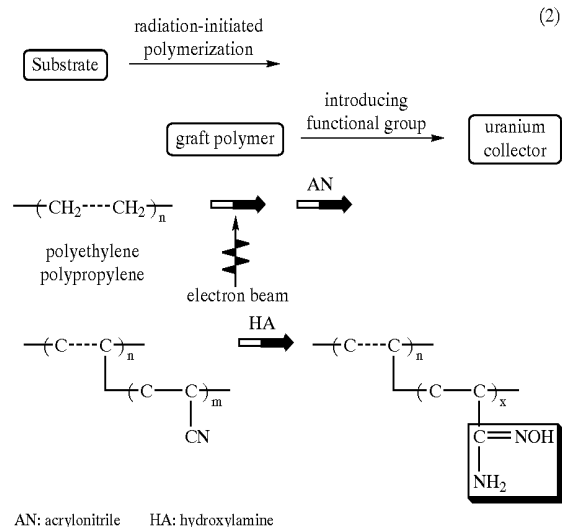 (2)
radiation-initiated
polymerization
Substrate
introducing
functional group
graft polymer
uranium
collector
AN
(CH2----CH2)n
polyethylene
polypropylene
electron beam
HA
(C---C)n
(C—C)m
CN
(C---C)n
(C—C)x
C=NOH
NH2
AN: acrylonitrile HA: hydroxylamine